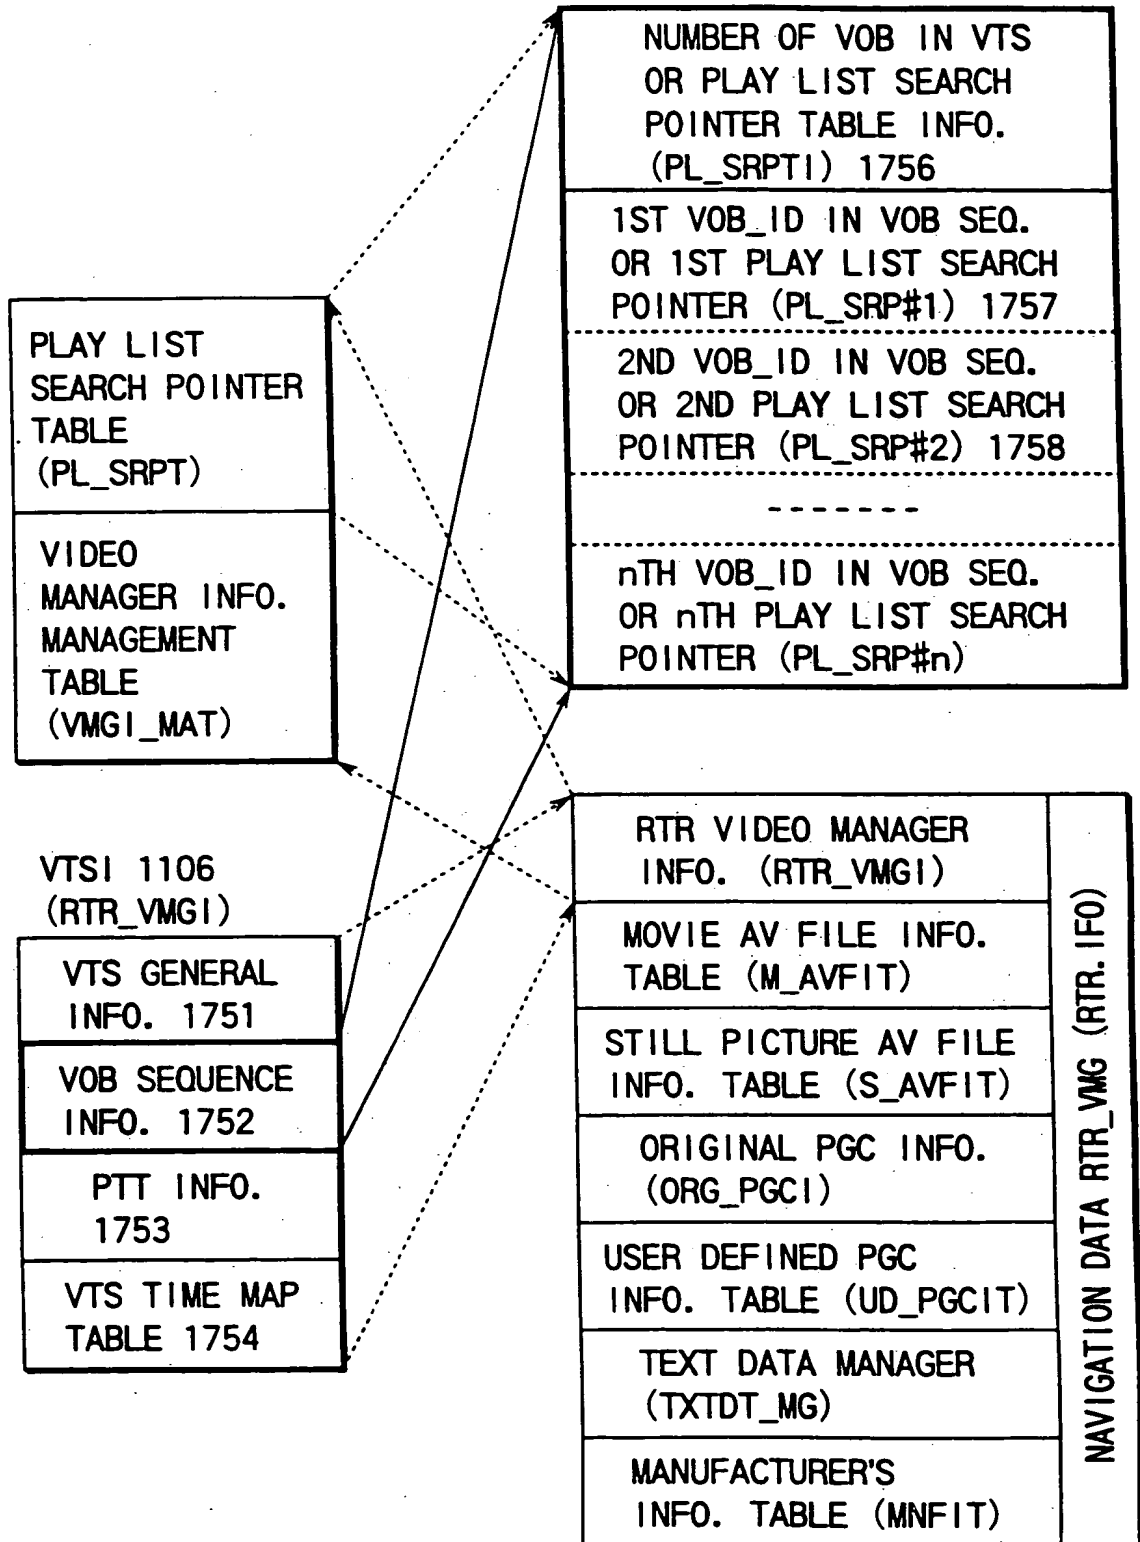 NUMBER OF VOB IN VTS
OR PLAY LIST SEARCH
POINTER TABLE INFO.
(PL_SRPTI) 1756
1ST VOB_ID IN VOB SEQ.
OR 1ST PLAY LIST SEARCH
POINTER (PL_SRP#1) 1757
2ND VOB_ID IN VOB SEQ.
OR 2ND PLAY LIST SEARCH
POINTER (PL_SRP#2) 1758
-------
nTH VOB_ID IN VOB SEQ.
OR nTH PLAY LIST SEARCH
POINTER (PL_SRP#n)
PLAY LIST
SEARCH POINTER
TABLE
(PL_SRPT)
VIDEO
MANAGER INFO.
MANAGEMENT
TABLE
(VMGI_MAT)
VTSI 1106
(RTR_VMGI)
VTS GENERAL
INFO. 1751
VOB SEQUENCE
INFO. 1752
PTT INFO.
1753
VTS TIME MAP
TABLE 1754
RTR VIDEO MANAGER
INFO. (RTR_VMGI)
MOVIE AV FILE INFO.
TABLE (M_AVFIT)
STILL PICTURE AV FILE
INFO. TABLE (S_AVFIT)
ORIGINAL PGC INFO.
(ORG_PGCI)
USER DEFINED PGC
INFO. TABLE (UD_PGCIT)
TEXT DATA MANAGER
(TXTDT_MG)
MANUFACTURER'S
INFO. TABLE (MNFIT)
NAVIGATION DATA RTR_VMG (RTR.IFO)